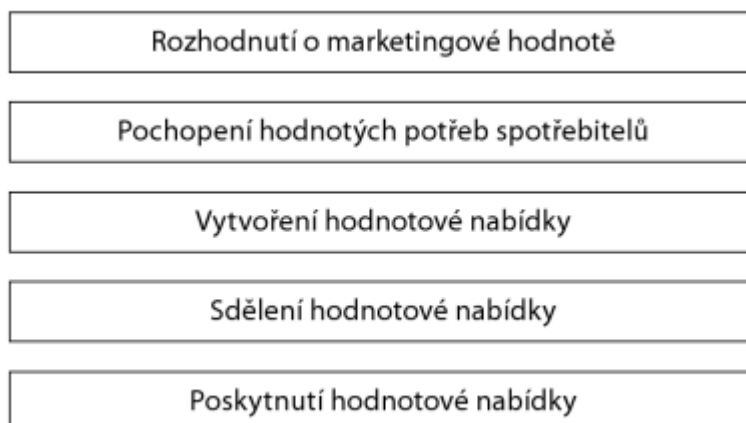 Rozhodnutí o marketingové hodnotě
Pochopení hodnotých potřeb spotřebitelů
Vytvoření hodnotové nabídky
Sdělení hodnotové nabídky
Poskytnutí hodnotové nabídky